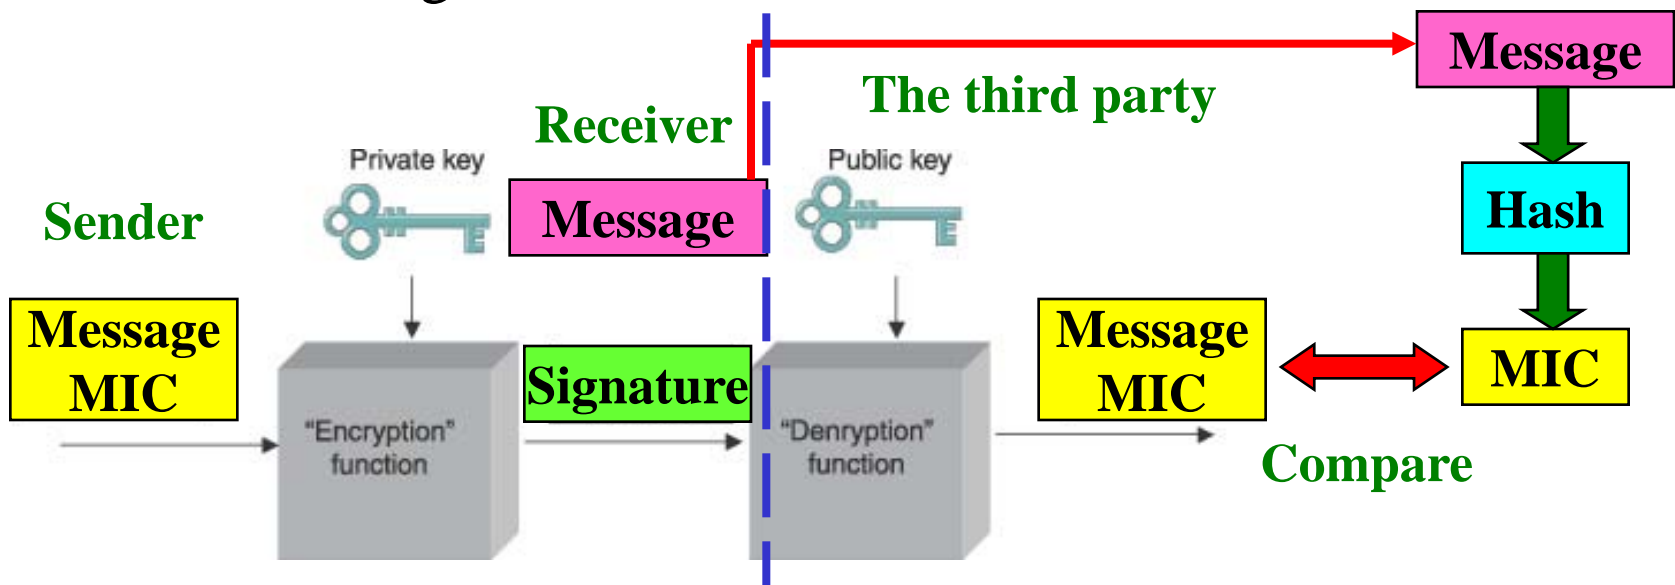 Message
The third party
Receiver
Private key
Public key
Message
Sender
Hash
Message
MIC
Signature
Message
MIC
MIC
"Encryption"
function
"Denryption"
function
Compare